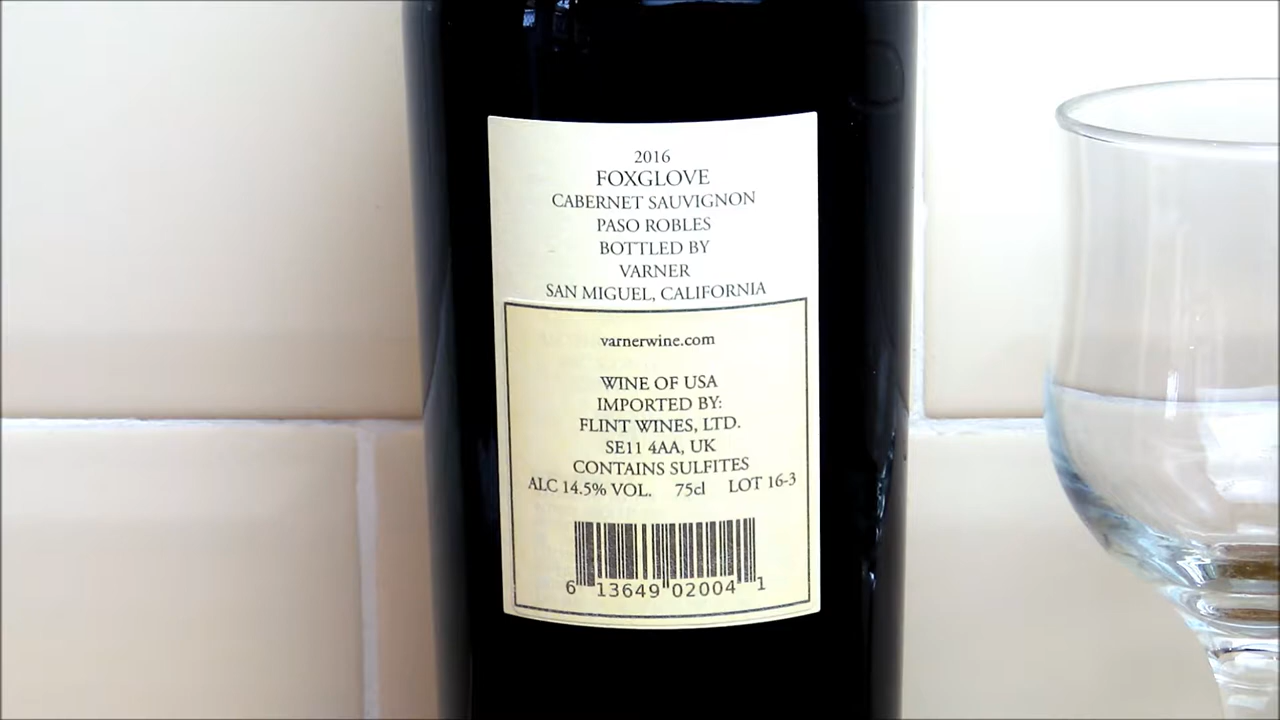 2016
FOXGLOVE
CABERNET SAUVIGNON
PASO ROBLES
BOTTLED BY
VARNER
SAN MIGUEL, CALIFORNIA
varnerwine.com
WINE OF USA
IMPORTED BY:
FLINT WINES, LTD.
SE11 4AA, UK
CONTAINS SULFITES
ALC 14.5% VOL. 75cl LOT 16-3
6 13649 02004 1